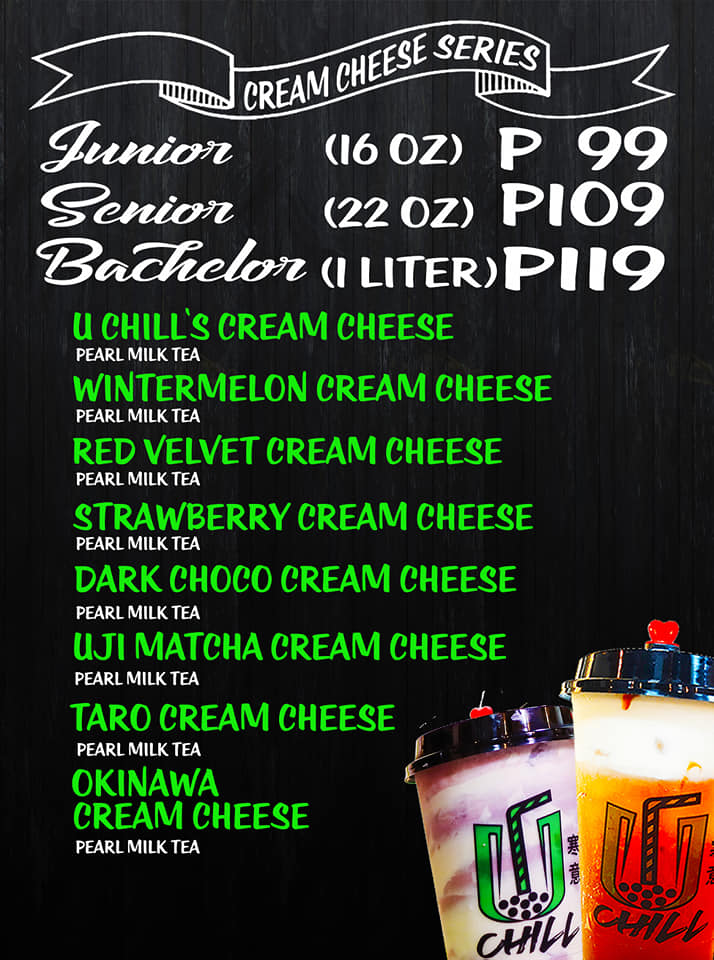 CREAM CHEESE SERIES
Junior (16 OZ) P 99
Senior (22 OZ) P109
Bachelor (1 LITER) P119
U CHILL'S CREAM CHEESE
PEARL MILK TEA
WINTERMELON CREAM CHEESE
PEARL MILK TEA
RED VELVET CREAM CHEESE
PEARL MILK TEA
STRAWBERRY CREAM CHEESE
PEARL MILK TEA
DARK CHOCO CREAM CHEESE
PEARL MILK TEA
UJI MATCHA CREAM CHEESE
PEARL MILK TEA
TARO CREAM CHEESE
PEARL MILK TEA
OKINAWA
CREAM CHEESE
PEARL MILK TEA
U
CHILL
U
CHILL